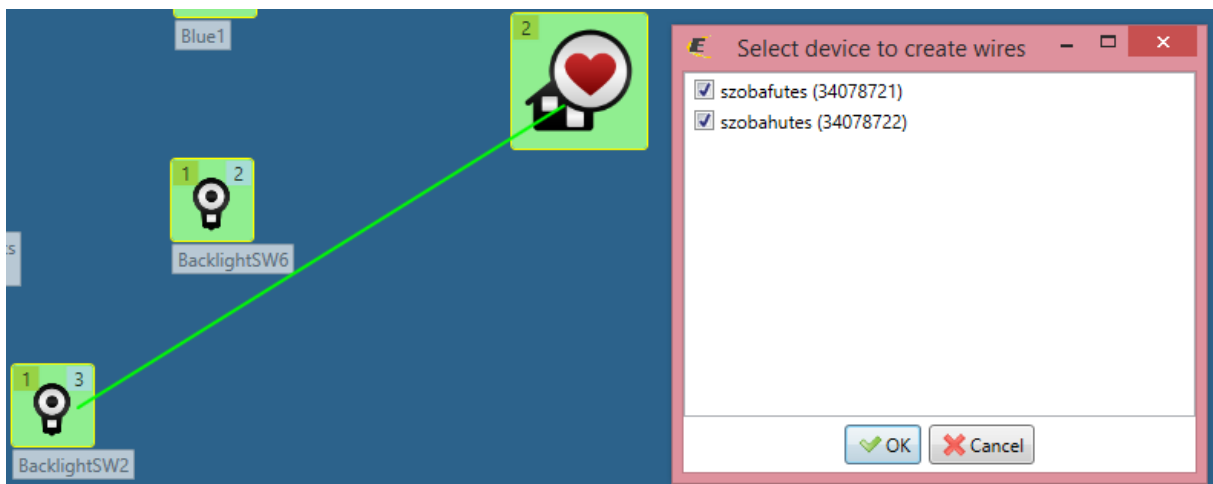 Blue1
2
1 2
BacklightSW6
s
1 3
BacklightSW2
Select device to create wires
szobafutes (34078721)
szobahutes (34078722)
OK
Cancel